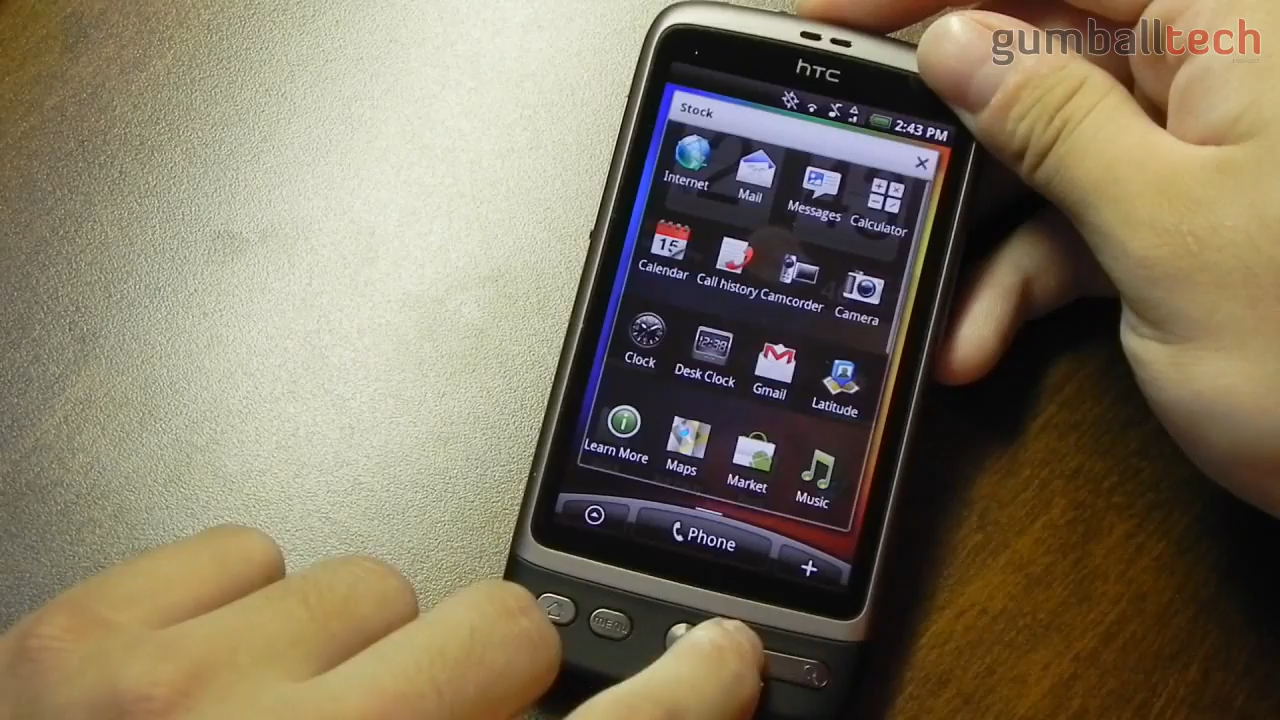 gumballtech
hTC
2:43 PM
Stock
Internet
Mail
Messages
Calculator
Calendar
15
Call history
Camcorder
Camera
Clock
12:38
Desk Clock
Gmail
Latitude
Learn More
Maps
Market
Music
Phone
MENU